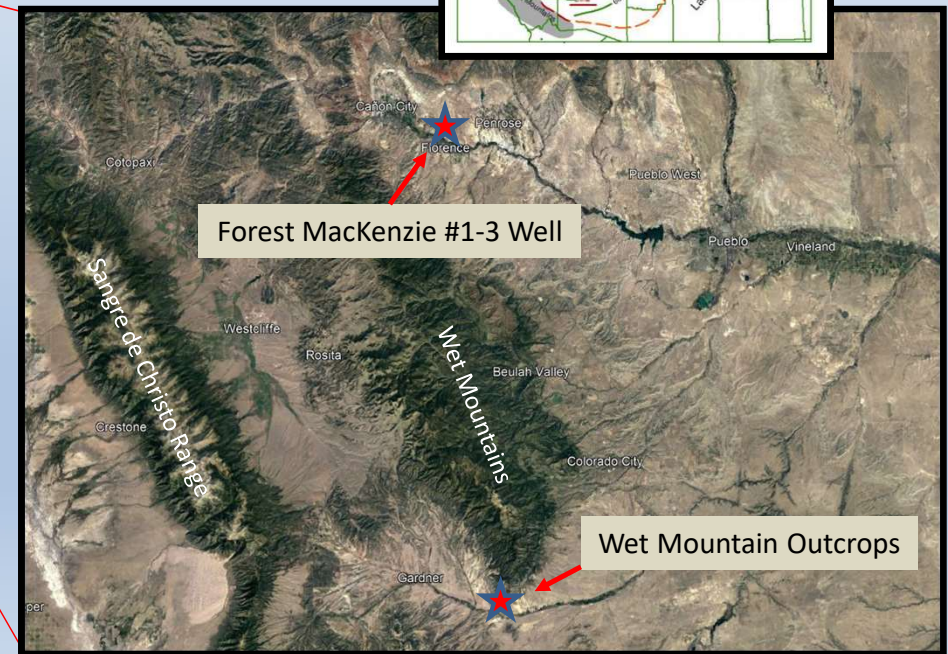 Cañon City
Penrose
Florence
Cotopaxi
Pueblo West
Forest MacKenzie #1-3 Well
Pueblo
Vineland
Sangre de Christo Range
Westcliffe
Rosita
Wet Mountains
Beulah Valley
Crestone
Colorado City
Wet Mountain Outcrops
Gardner